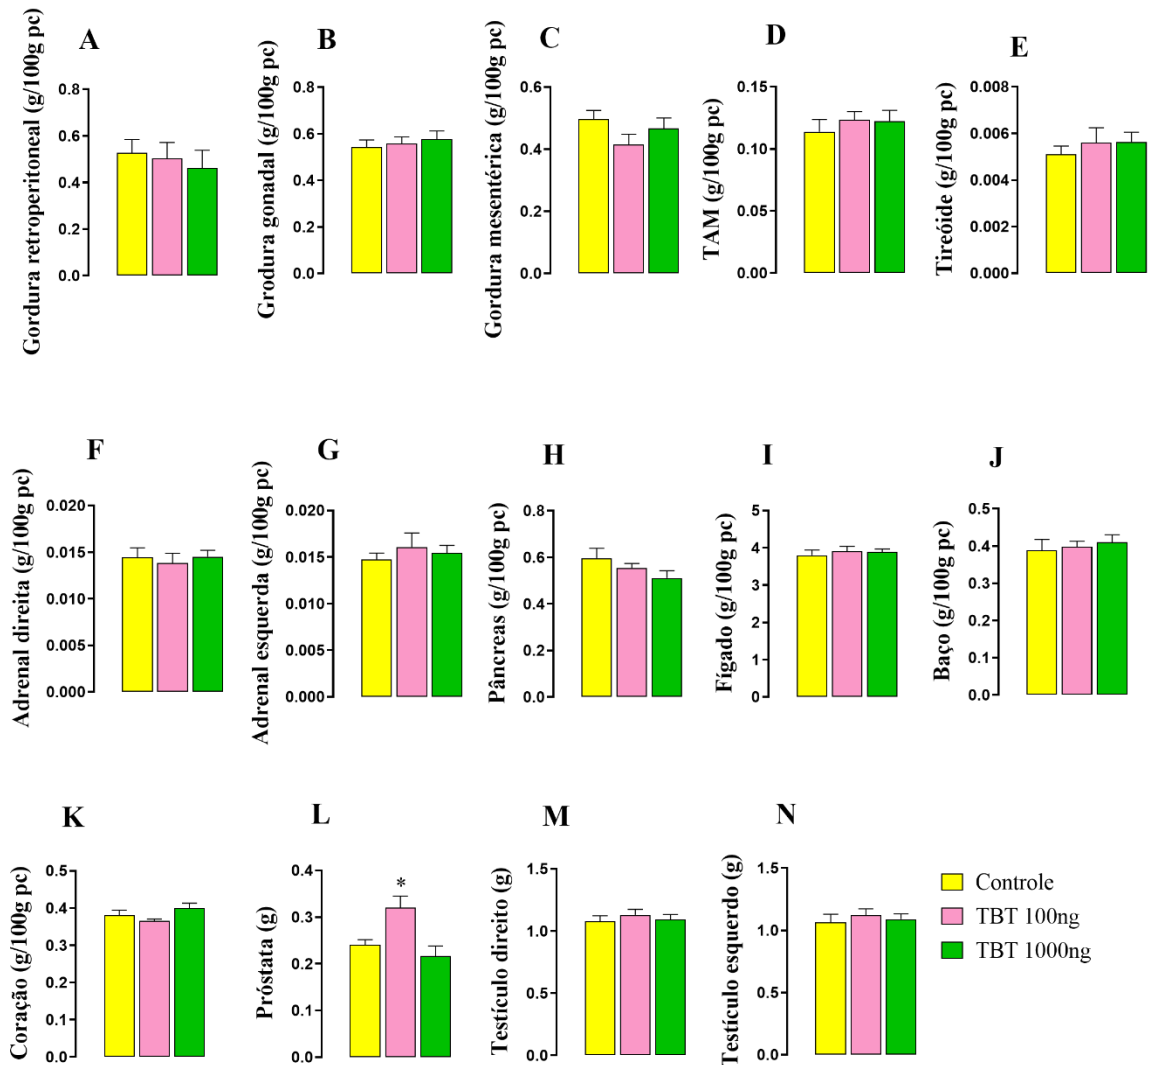 A
Gordura retroperitoneal (g/100g pc)
0.8
0.6
0.4
0.2
0.0
B
Grodura gonadal (g/100g pc)
0.8
0.6
0.4
0.2
0.0
C
Gordura mesentérica (g/100g pc)
0.6
0.4
0.2
0.0
D
TAM (g/100g pc)
0.15
0.10
0.05
0.00
E
Tireóide (g/100g pc)
0.008
0.006
0.004
0.002
0.000
F
Adrenal direita (g/100g pc)
0.020
0.015
0.010
0.005
0.000
G
Adrenal esquerda (g/100g pc)
0.020
0.015
0.010
0.005
0.000
H
Pâncreas (g/100g pc)
0.8
0.6
0.4
0.2
0.0
I
Fígado (g/100g pc)
5
4
3
2
1
0
J
Baço (g/100g pc)
0.5
0.4
0.3
0.2
0.1
0.0
K
Coração (g/100g pc)
0.5
0.4
0.3
0.2
0.1
0.0
L
Próstata (g)
0.4
0.3
0.2
0.1
0.0
*
M
Testículo direito (g)
1.5
1.0
0.5
0.0
N
Testículo esquerdo (g)
1.5
1.0
0.5
0.0
Controle
TBT 100ng
TBT 1000ng